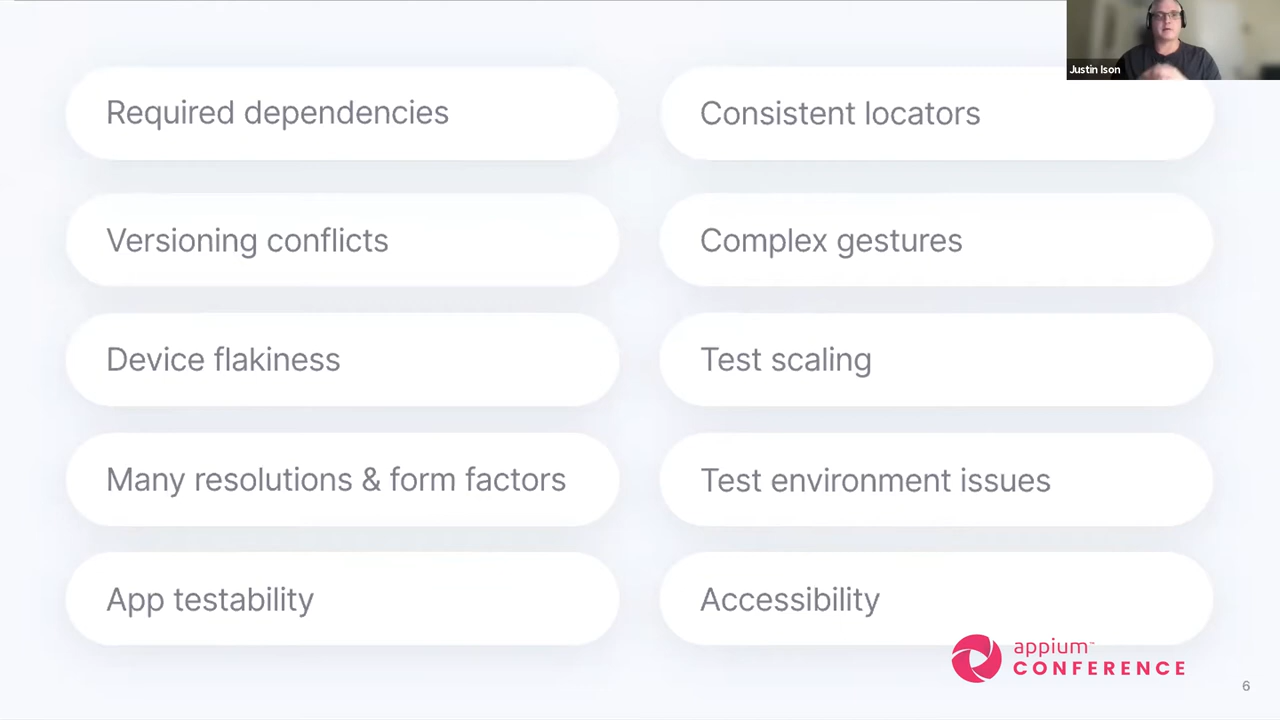 Justin Ison
Required dependencies
Consistent locators
Versioning conflicts
Complex gestures
Device flakiness
Test scaling
Many resolutions & form factors
Test environment issues
App testability
Accessibility
appium™
CONFERENCE
6